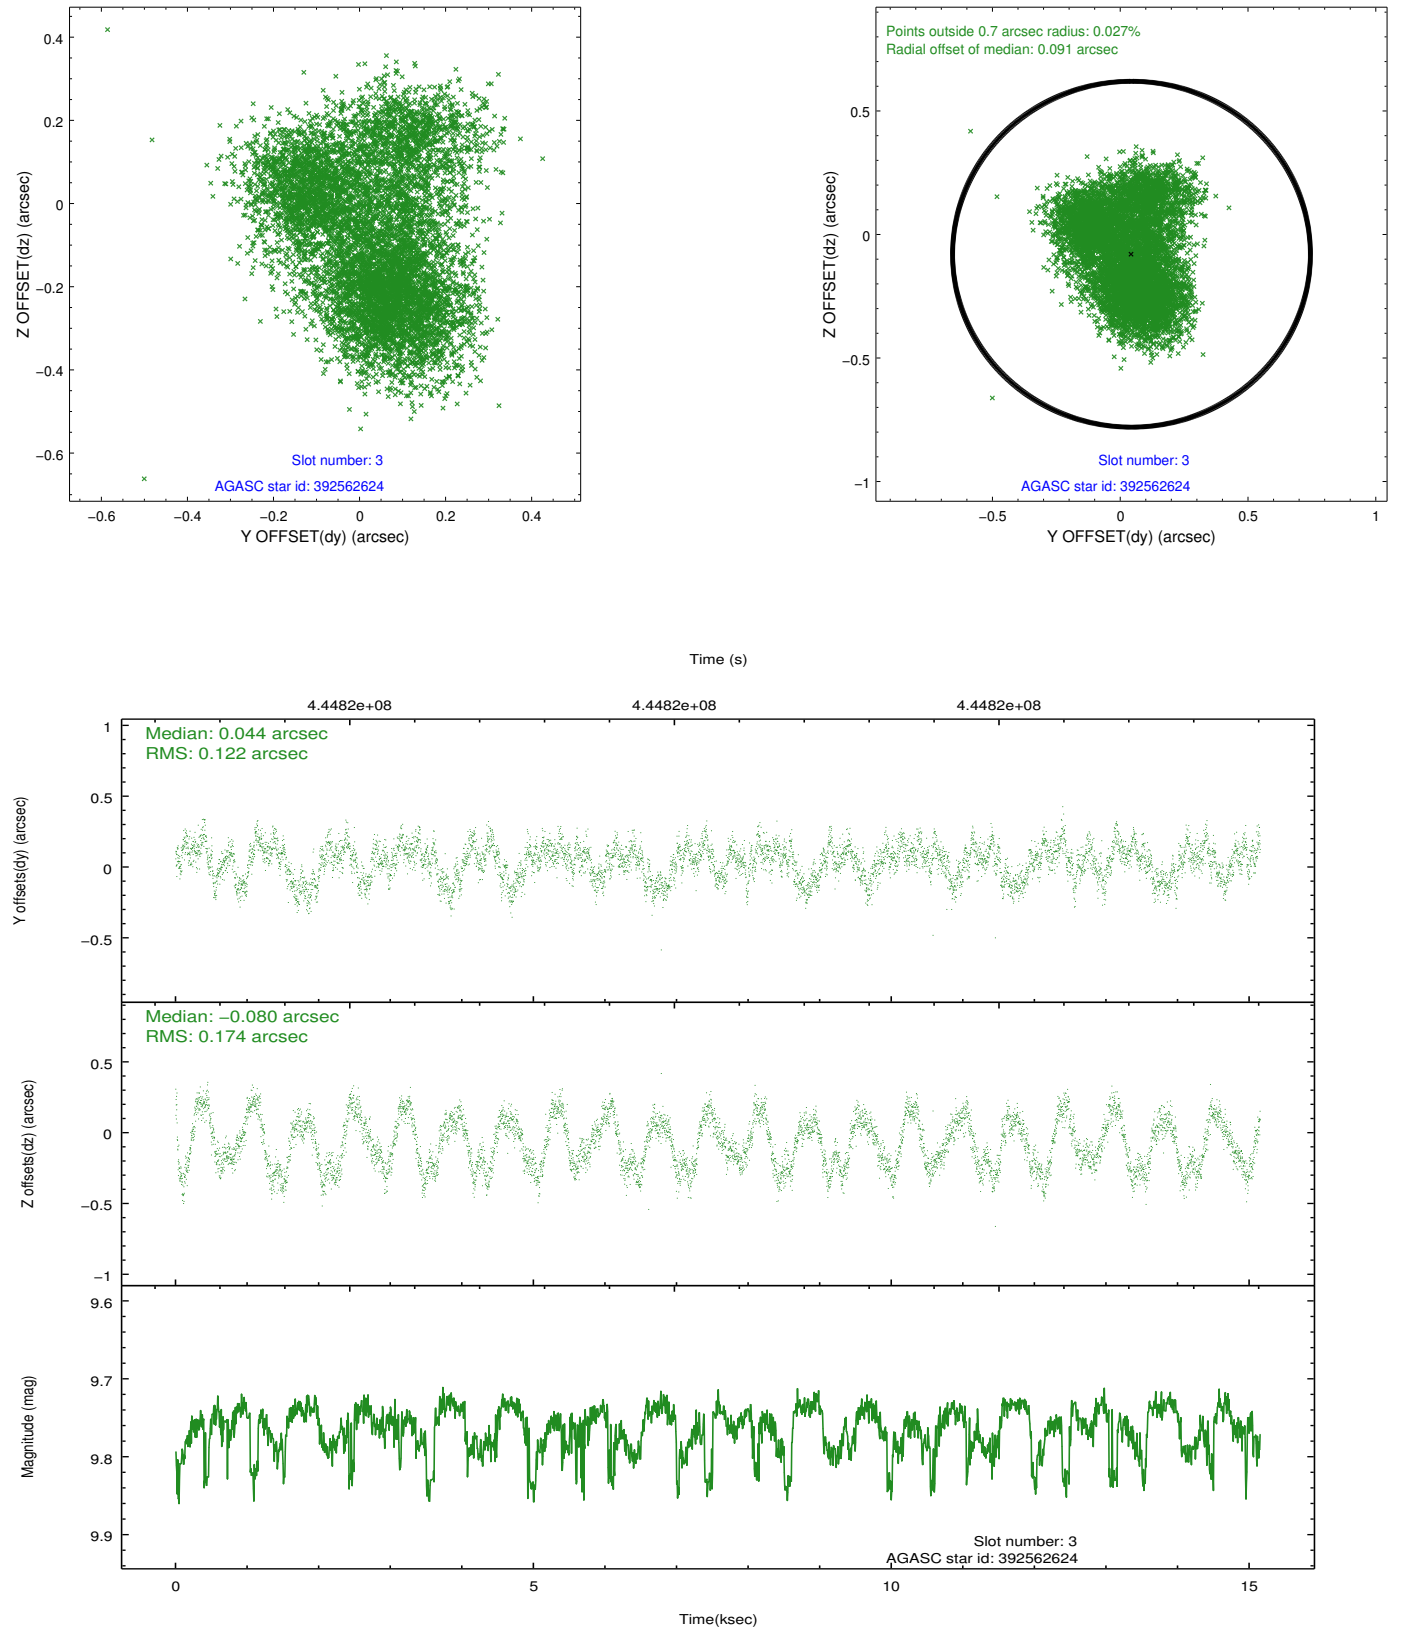 0.4
0.2
0
−0.2
−0.4
−0.6
Z OFFSET(dz) (arcsec)
Slot number: 3
AGASC star id: 392562624
−0.6
−0.4
−0.2
0
0.2
0.4
Y OFFSET(dy) (arcsec)
Points outside 0.7 arcsec radius: 0.027%
Radial offset of median: 0.091 arcsec
0.5
0
−0.5
−1
Z OFFSET(dz) (arcsec)
Slot number: 3
AGASC star id: 392562624
−0.5
0
0.5
1
Y OFFSET(dy) (arcsec)
Time (s)
4.4482e+08
4.4482e+08
4.4482e+08
Median: 0.044 arcsec
RMS: 0.122 arcsec
1
0.5
0
−0.5
Y offsets(dy) (arcsec)
Median: −0.080 arcsec
RMS: 0.174 arcsec
0.5
0
−0.5
−1
Z offsets(dz) (arcsec)
9.6
9.7
9.8
9.9
Magnitude (mag)
Slot number: 3
AGASC star id: 392562624
0
5
10
15
Time(ksec)